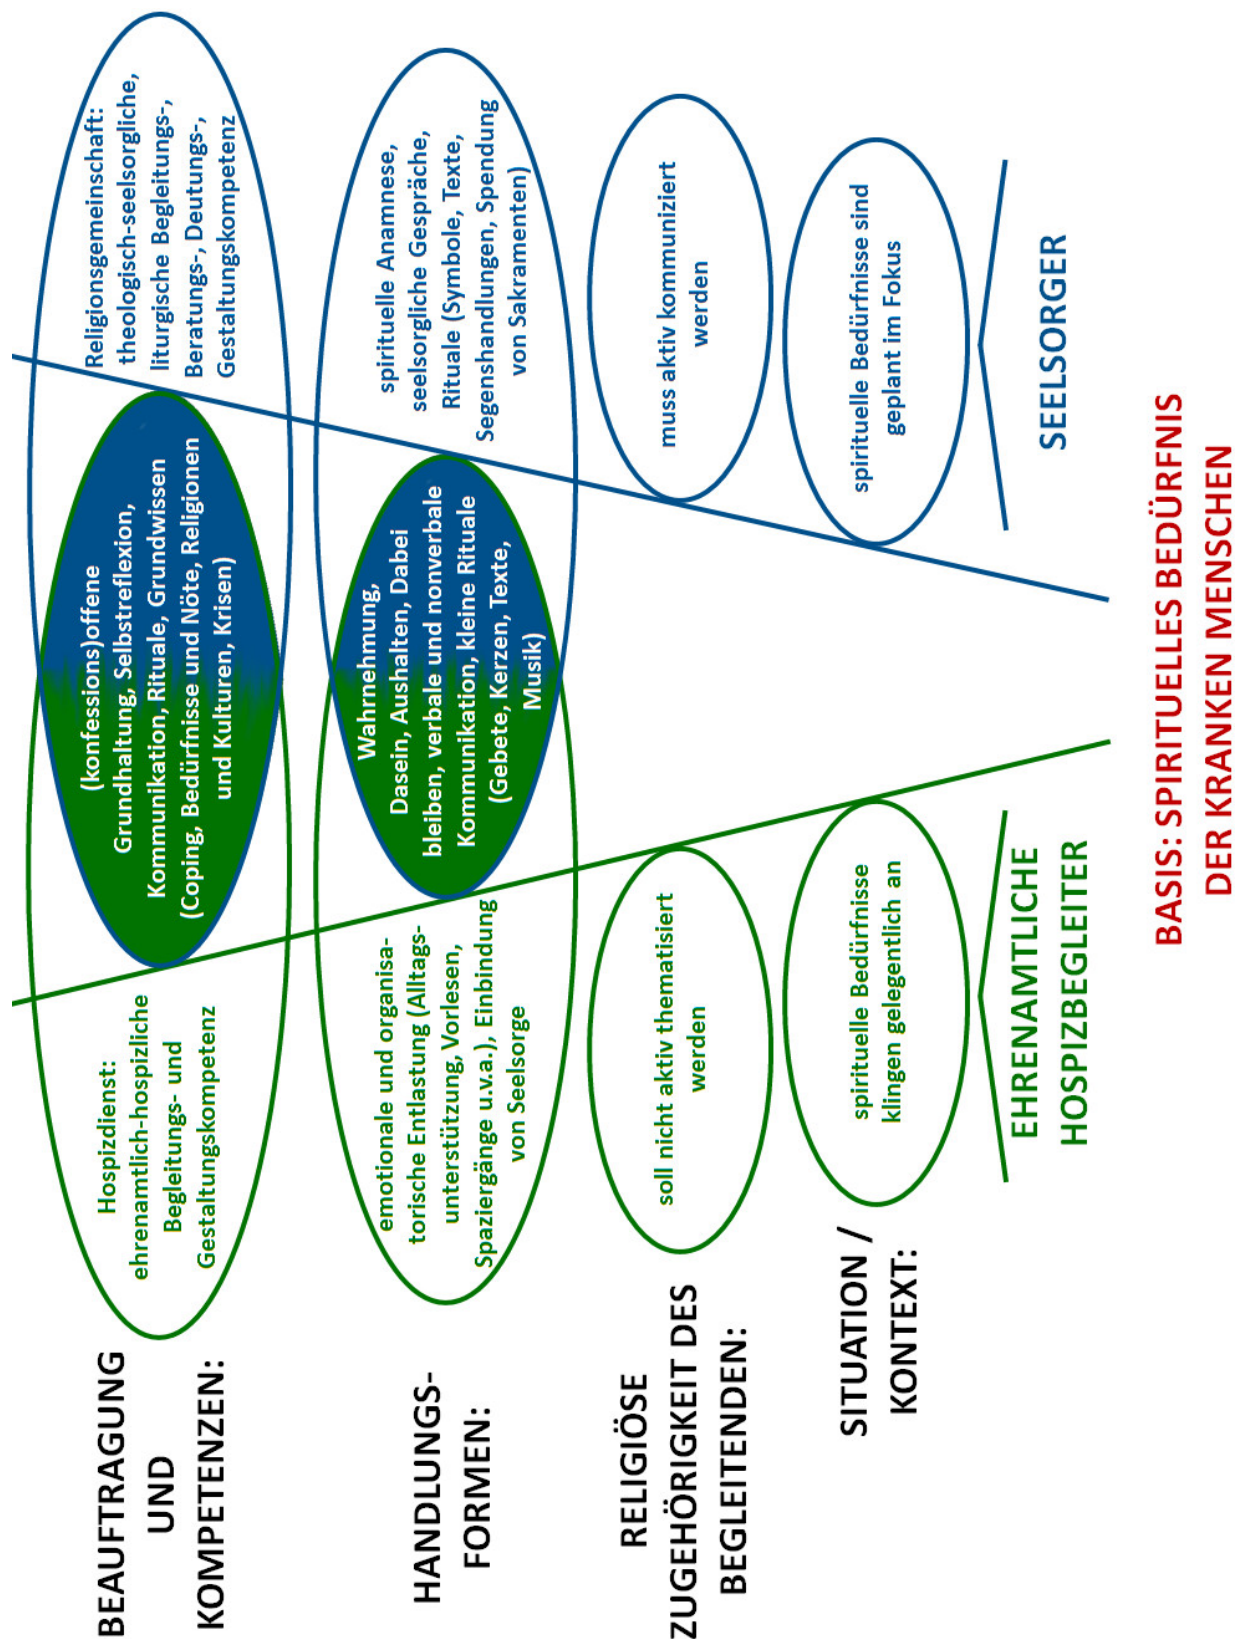 BEAUFTRAGUNG
UND
KOMPETENZEN:
Hospizdienst:
ehrenamtlich-hospizliche
Begleitungs- und
Gestaltungskompetenz
(konfessions)offene
Grundhaltung, Selbstreflexion,
Kommunikation, Rituale, Grundwissen
(Coping, Bedürfnisse und Nöte, Religionen
und Kulturen, Krisen)
Religionsgemeinschaft:
theologisch-seelsorgliche,
liturgische Begleitungs-,
Beratungs-, Deutungs-,
Gestaltungskompetenz
HANDLUNGS-
FORMEN:
emotionale und organisa-
torische Entlastung (Alltags-
unterstützung, Vorlesen,
Spaziergänge u.v.a.), Einbindung
von Seelsorge
Wahrnehmung,
Dasein, Aushalten, Dabei
bleiben, verbale und nonverbale
Kommunikation, kleine Rituale
(Gebete, Kerzen, Texte,
Musik)
spirituelle Anamnese,
seelsorgliche Gespräche,
Rituale (Symbole, Texte,
Segenshandlungen, Spendung
von Sakramenten)
RELIGIÖSE
ZUGEHÖRIGKEIT DES
BEGLEITENDEN:
soll nicht aktiv thematisiert
werden
muss aktiv kommuniziert
werden
SITUATION /
KONTEXT:
spirituelle Bedürfnisse
klingen gelegentlich an
spirituelle Bedürfnisse sind
geplant im Fokus
EHRENAMTLICHE
HOSPIZBEGLEITER
SEELSORGER
BASIS: SPIRITUELLES BEDÜRFNIS
DER KRANKEN MENSCHEN